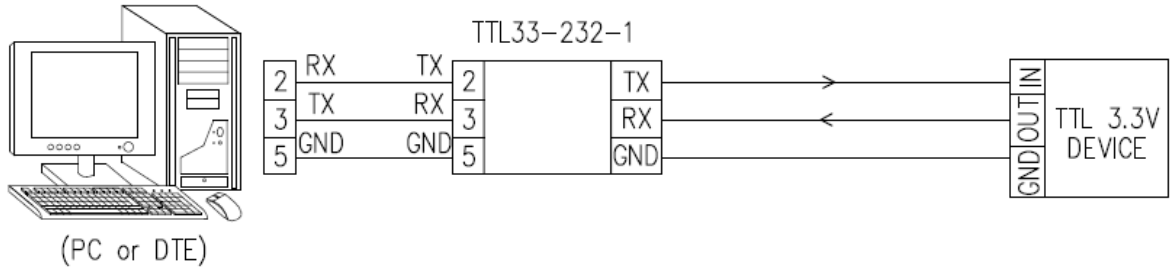 TTL33-232-1
2 RX TX 2 TX IN
3 TX RX 3 RX OUT
5 GND GND 5 GND GND
TTL 3.3V
DEVICE
(PC or DTE)